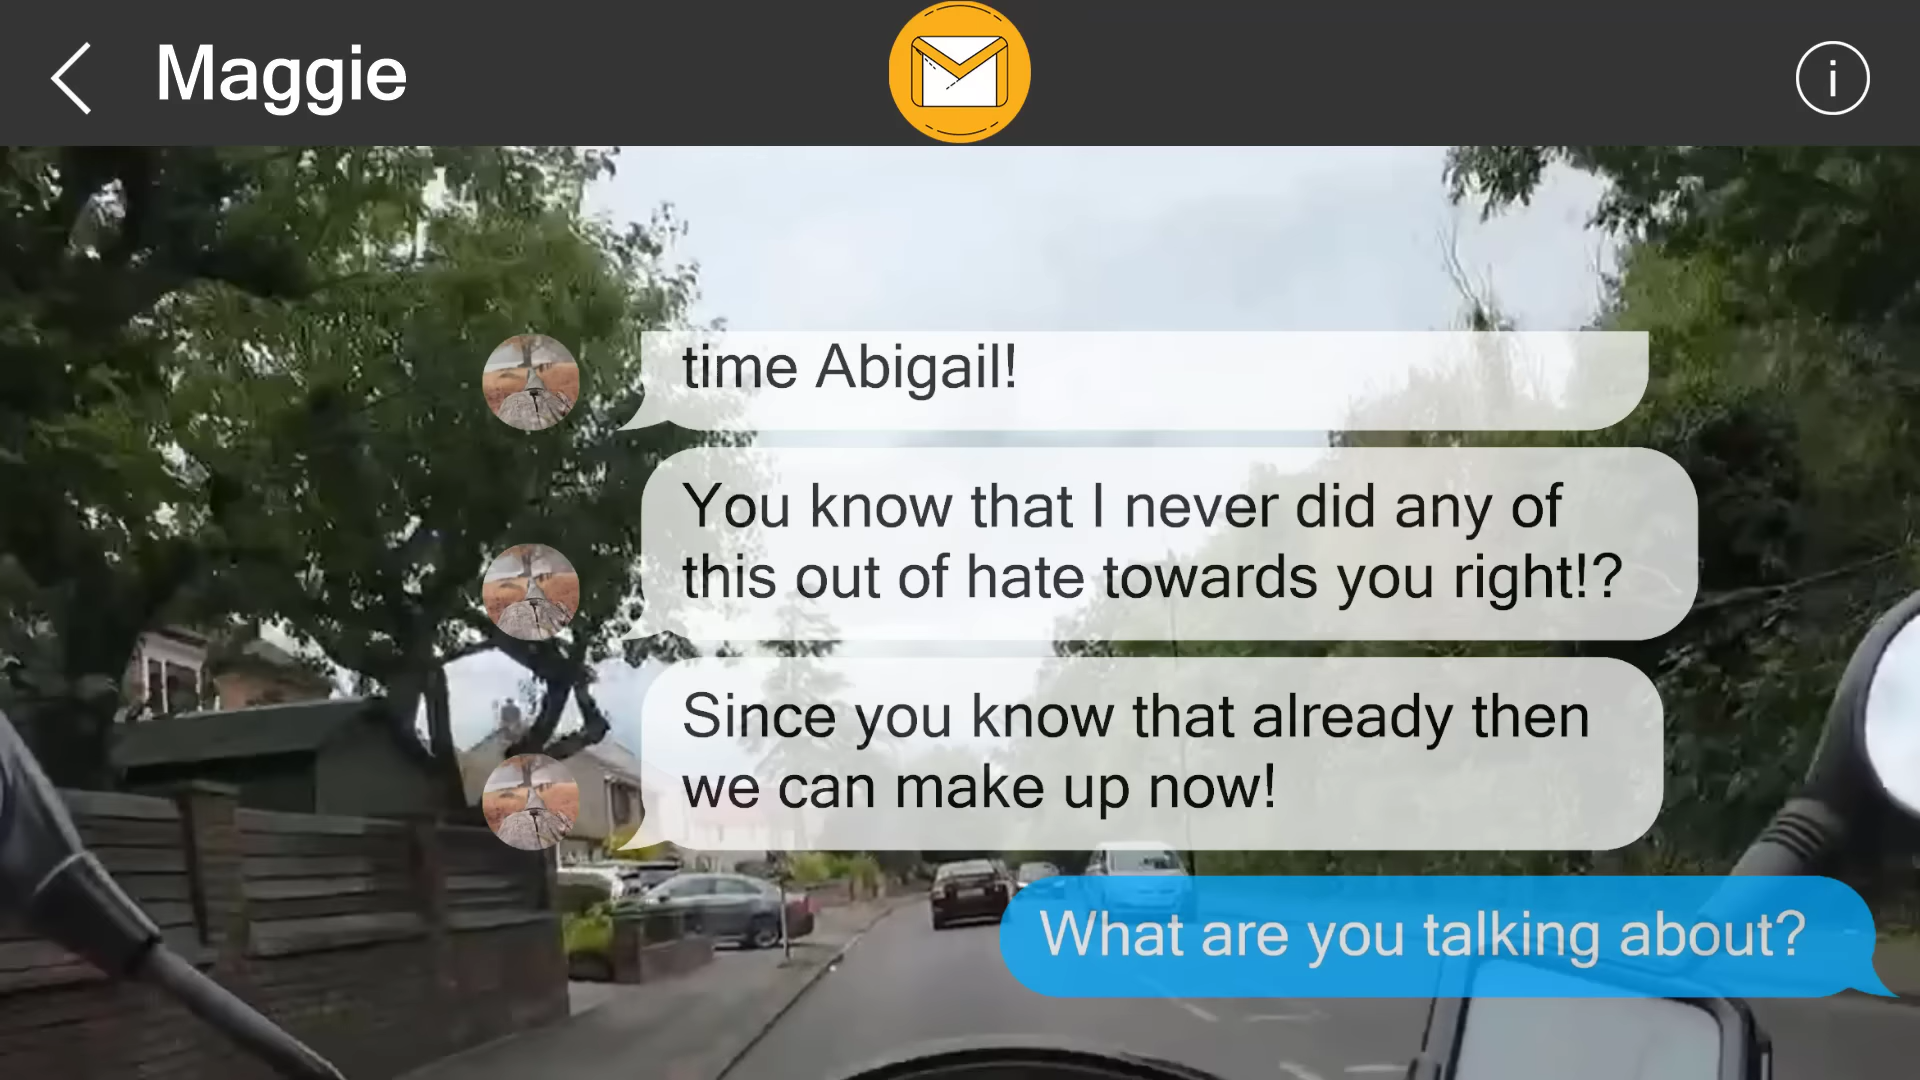 Maggie
i
time Abigail!
You know that I never did any of
this out of hate towards you right!?
Since you know that already then
we can make up now!
What are you talking about?